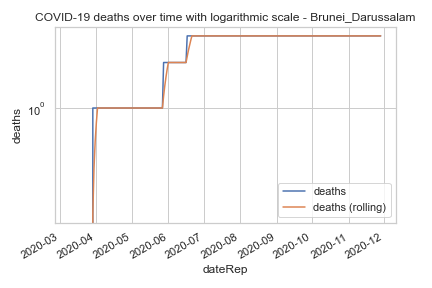 COVID-19 deaths over time with logarithmic scale - Brunei_Darussalam
deaths
10⁰
deaths
deaths (rolling)
2020-03
2020-04
2020-05
2020-06
2020-07
2020-08
2020-09
2020-10
2020-11
2020-12
dateRep